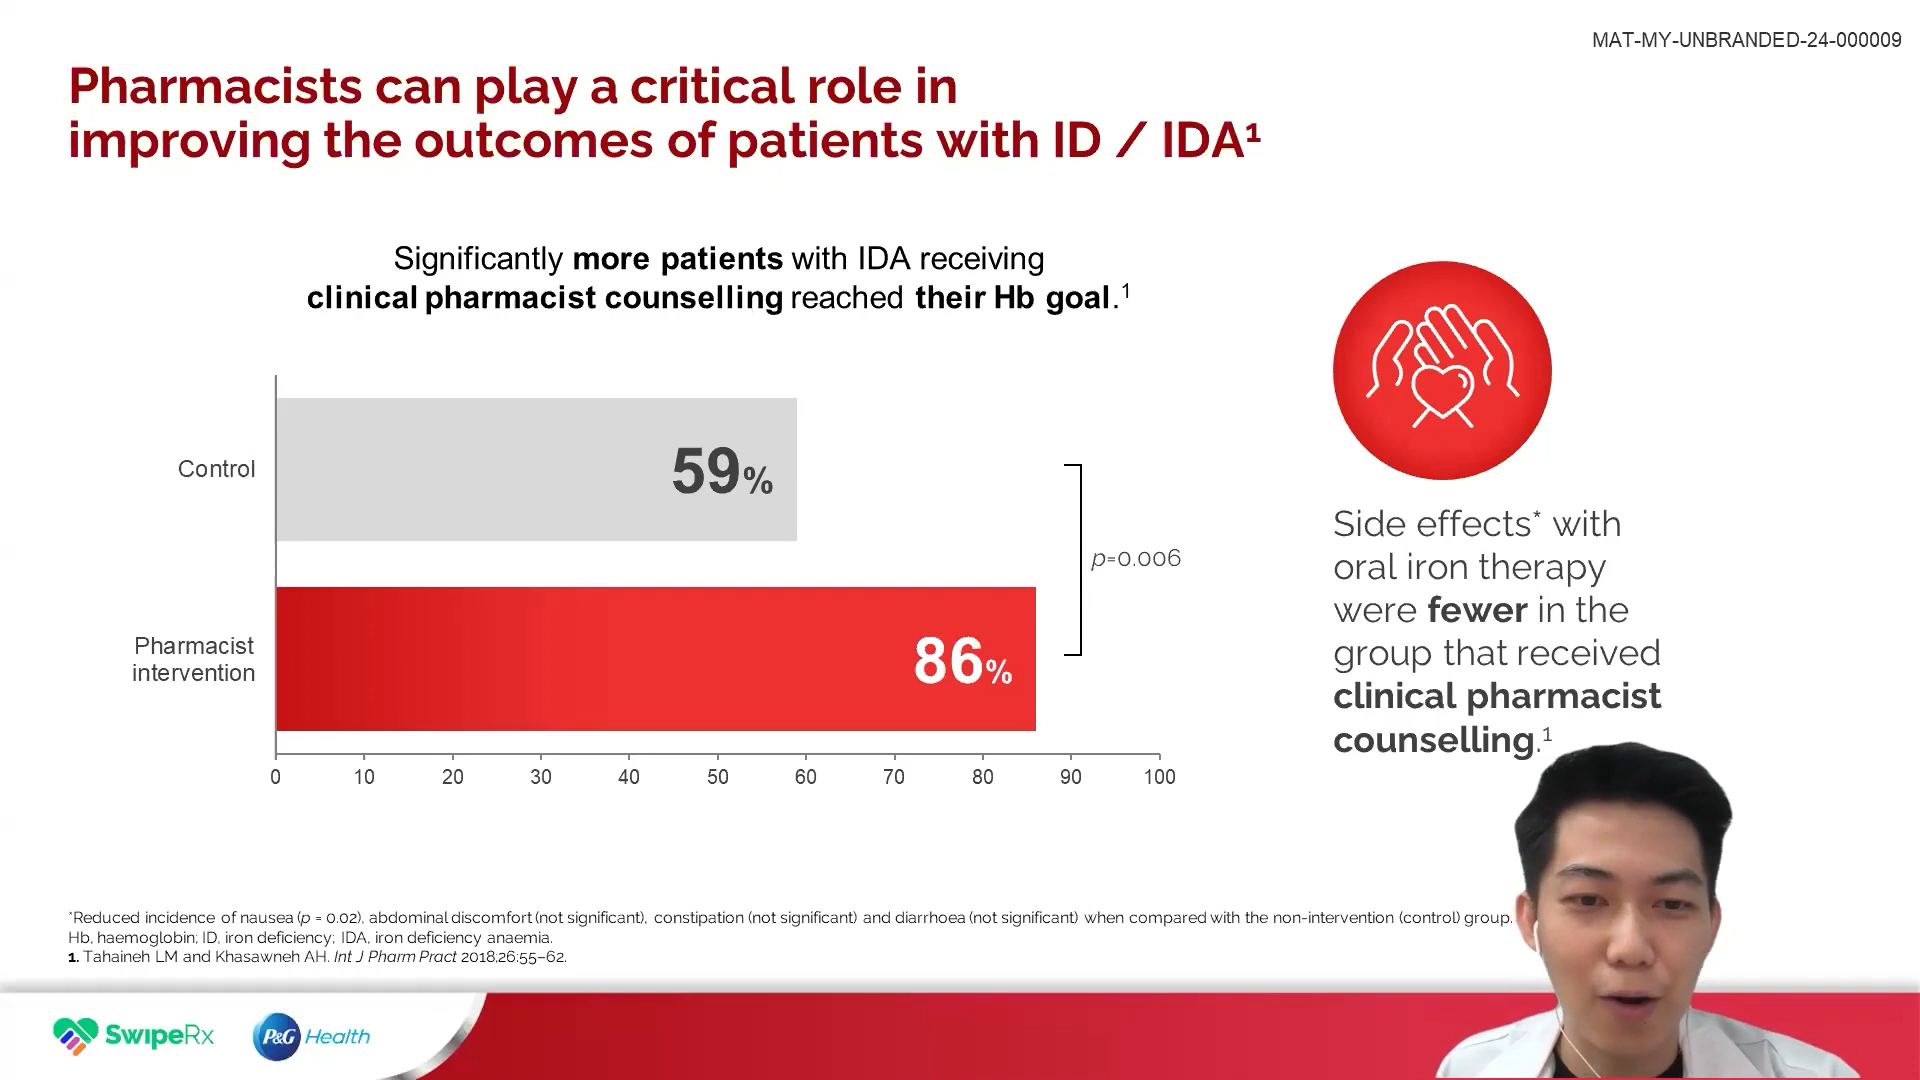 MAT-MY-UNBRANDED-24-000009
Pharmacists can play a critical role in
improving the outcomes of patients with ID / IDA¹
Significantly more patients with IDA receiving
clinical pharmacist counselling reached their Hb goal.¹
Control
59%
Pharmacist
intervention
86%
p=0.006
0 10 20 30 40 50 60 70 80 90 100
Side effects* with
oral iron therapy
were fewer in the
group that received
clinical pharmacist
counselling.¹
*Reduced incidence of nausea (p = 0.02), abdominal discomfort (not significant), constipation (not significant) and diarrhoea (not significant) when compared with the non-intervention (control) group.
Hb, haemoglobin; ID, iron deficiency; IDA, iron deficiency anaemia.
1. Tahaineh LM and Khasawneh AH. Int J Pharm Pract 2018;26:55–62.
SwipeRx
P&G Health